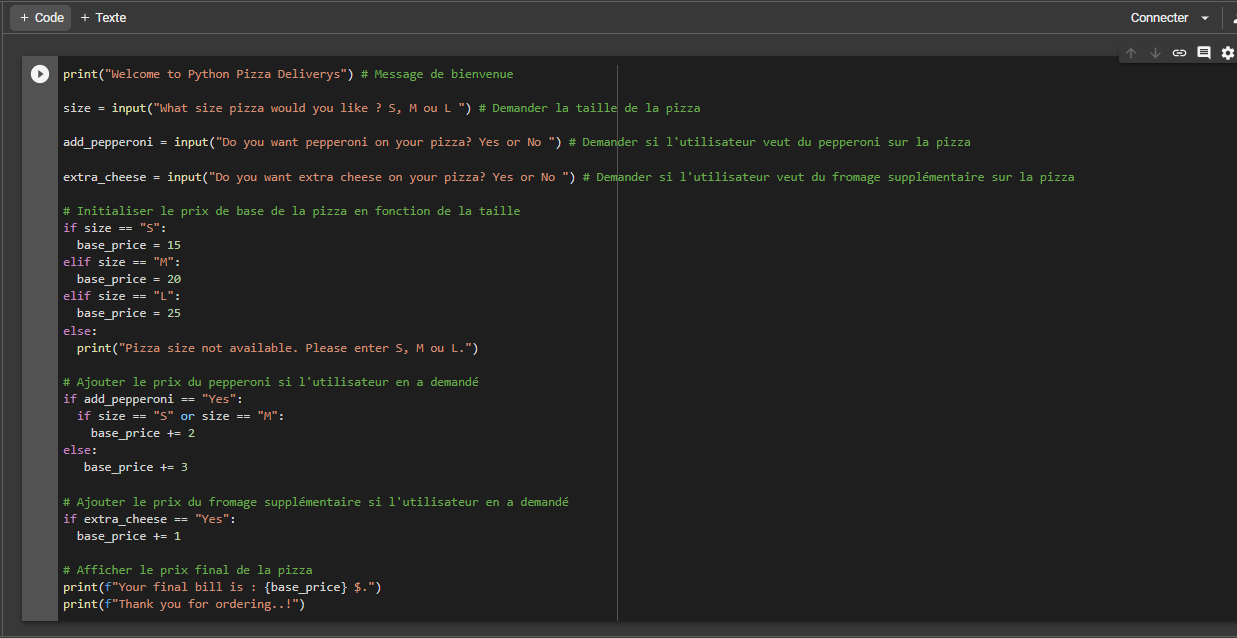 + Code + Texte
Connecter
print("Welcome to Python Pizza Deliverys") # Message de bienvenue
size = input("What size pizza would you like ? S, M ou L ") # Demander la taille de la pizza
add_pepperoni = input("Do you want pepperoni on your pizza? Yes or No ") # Demander si l'utilisateur veut du pepperoni sur la pizza
extra_cheese = input("Do you want extra cheese on your pizza? Yes or No ") # Demander si l'utilisateur veut du fromage supplémentaire sur la pizza
# Initialiser le prix de base de la pizza en fonction de la taille
if size == "S":
  base_price = 15
elif size == "M":
  base_price = 20
elif size == "L":
  base_price = 25
else:
  print("Pizza size not available. Please enter S, M ou L.")
# Ajouter le prix du pepperoni si l'utilisateur en a demandé
if add_pepperoni == "Yes":
  if size == "S" or size == "M":
    base_price += 2
else:
   base_price += 3
# Ajouter le prix du fromage supplémentaire si l'utilisateur en a demandé
if extra_cheese == "Yes":
  base_price += 1
# Afficher le prix final de la pizza
print(f"Your final bill is : {base_price} $.")
print(f"Thank you for ordering..!")